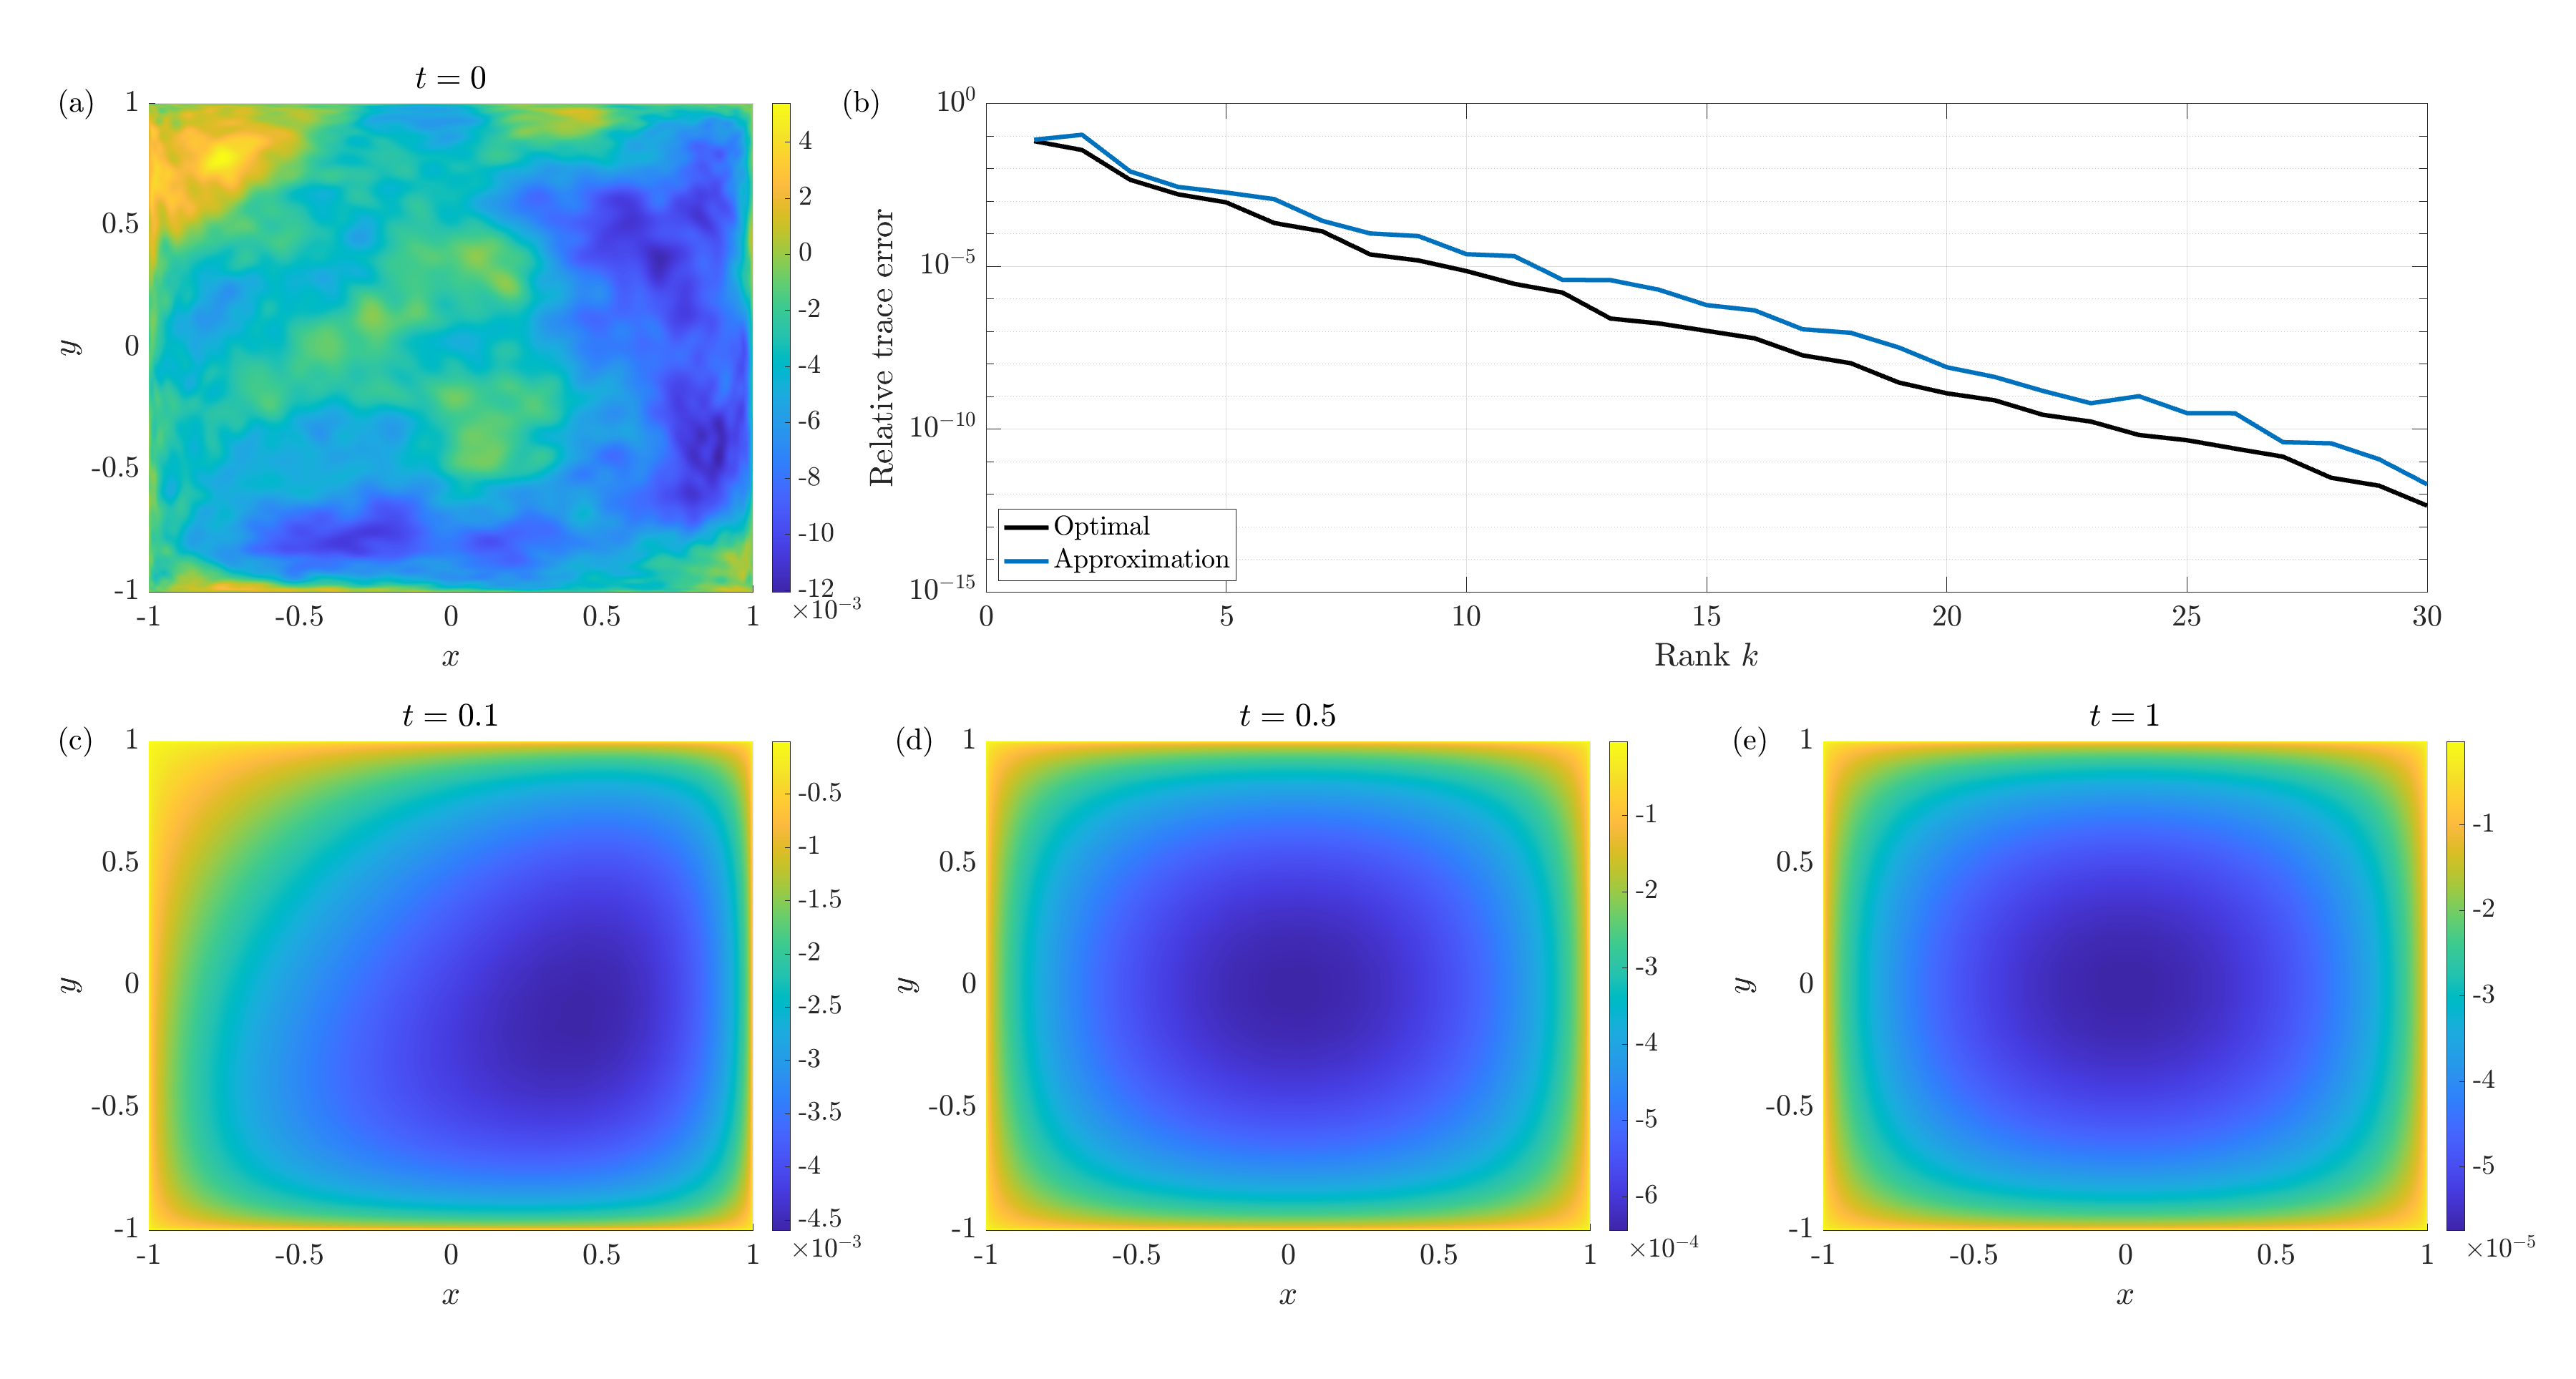 (a)
t = 0
1
0.5
0
-0.5
-1
y
-1 -0.5 0 0.5 1
x
4
2
0
-2
-4
-6
-8
-10
-12
×10⁻³
(b)
10⁰
10⁻⁵
10⁻¹⁰
10⁻¹⁵
Relative trace error
Optimal
Approximation
0 5 10 15 20 25 30
Rank k
(c)
t = 0.1
1
0.5
0
-0.5
-1
y
-1 -0.5 0 0.5 1
x
-0.5
-1
-1.5
-2
-2.5
-3
-3.5
-4
-4.5
×10⁻³
(d)
t = 0.5
1
0.5
0
-0.5
-1
y
-1 -0.5 0 0.5 1
x
-1
-2
-3
-4
-5
-6
×10⁻⁴
(e)
t = 1
1
0.5
0
-0.5
-1
y
-1 -0.5 0 0.5 1
x
-1
-2
-3
-4
-5
×10⁻⁵